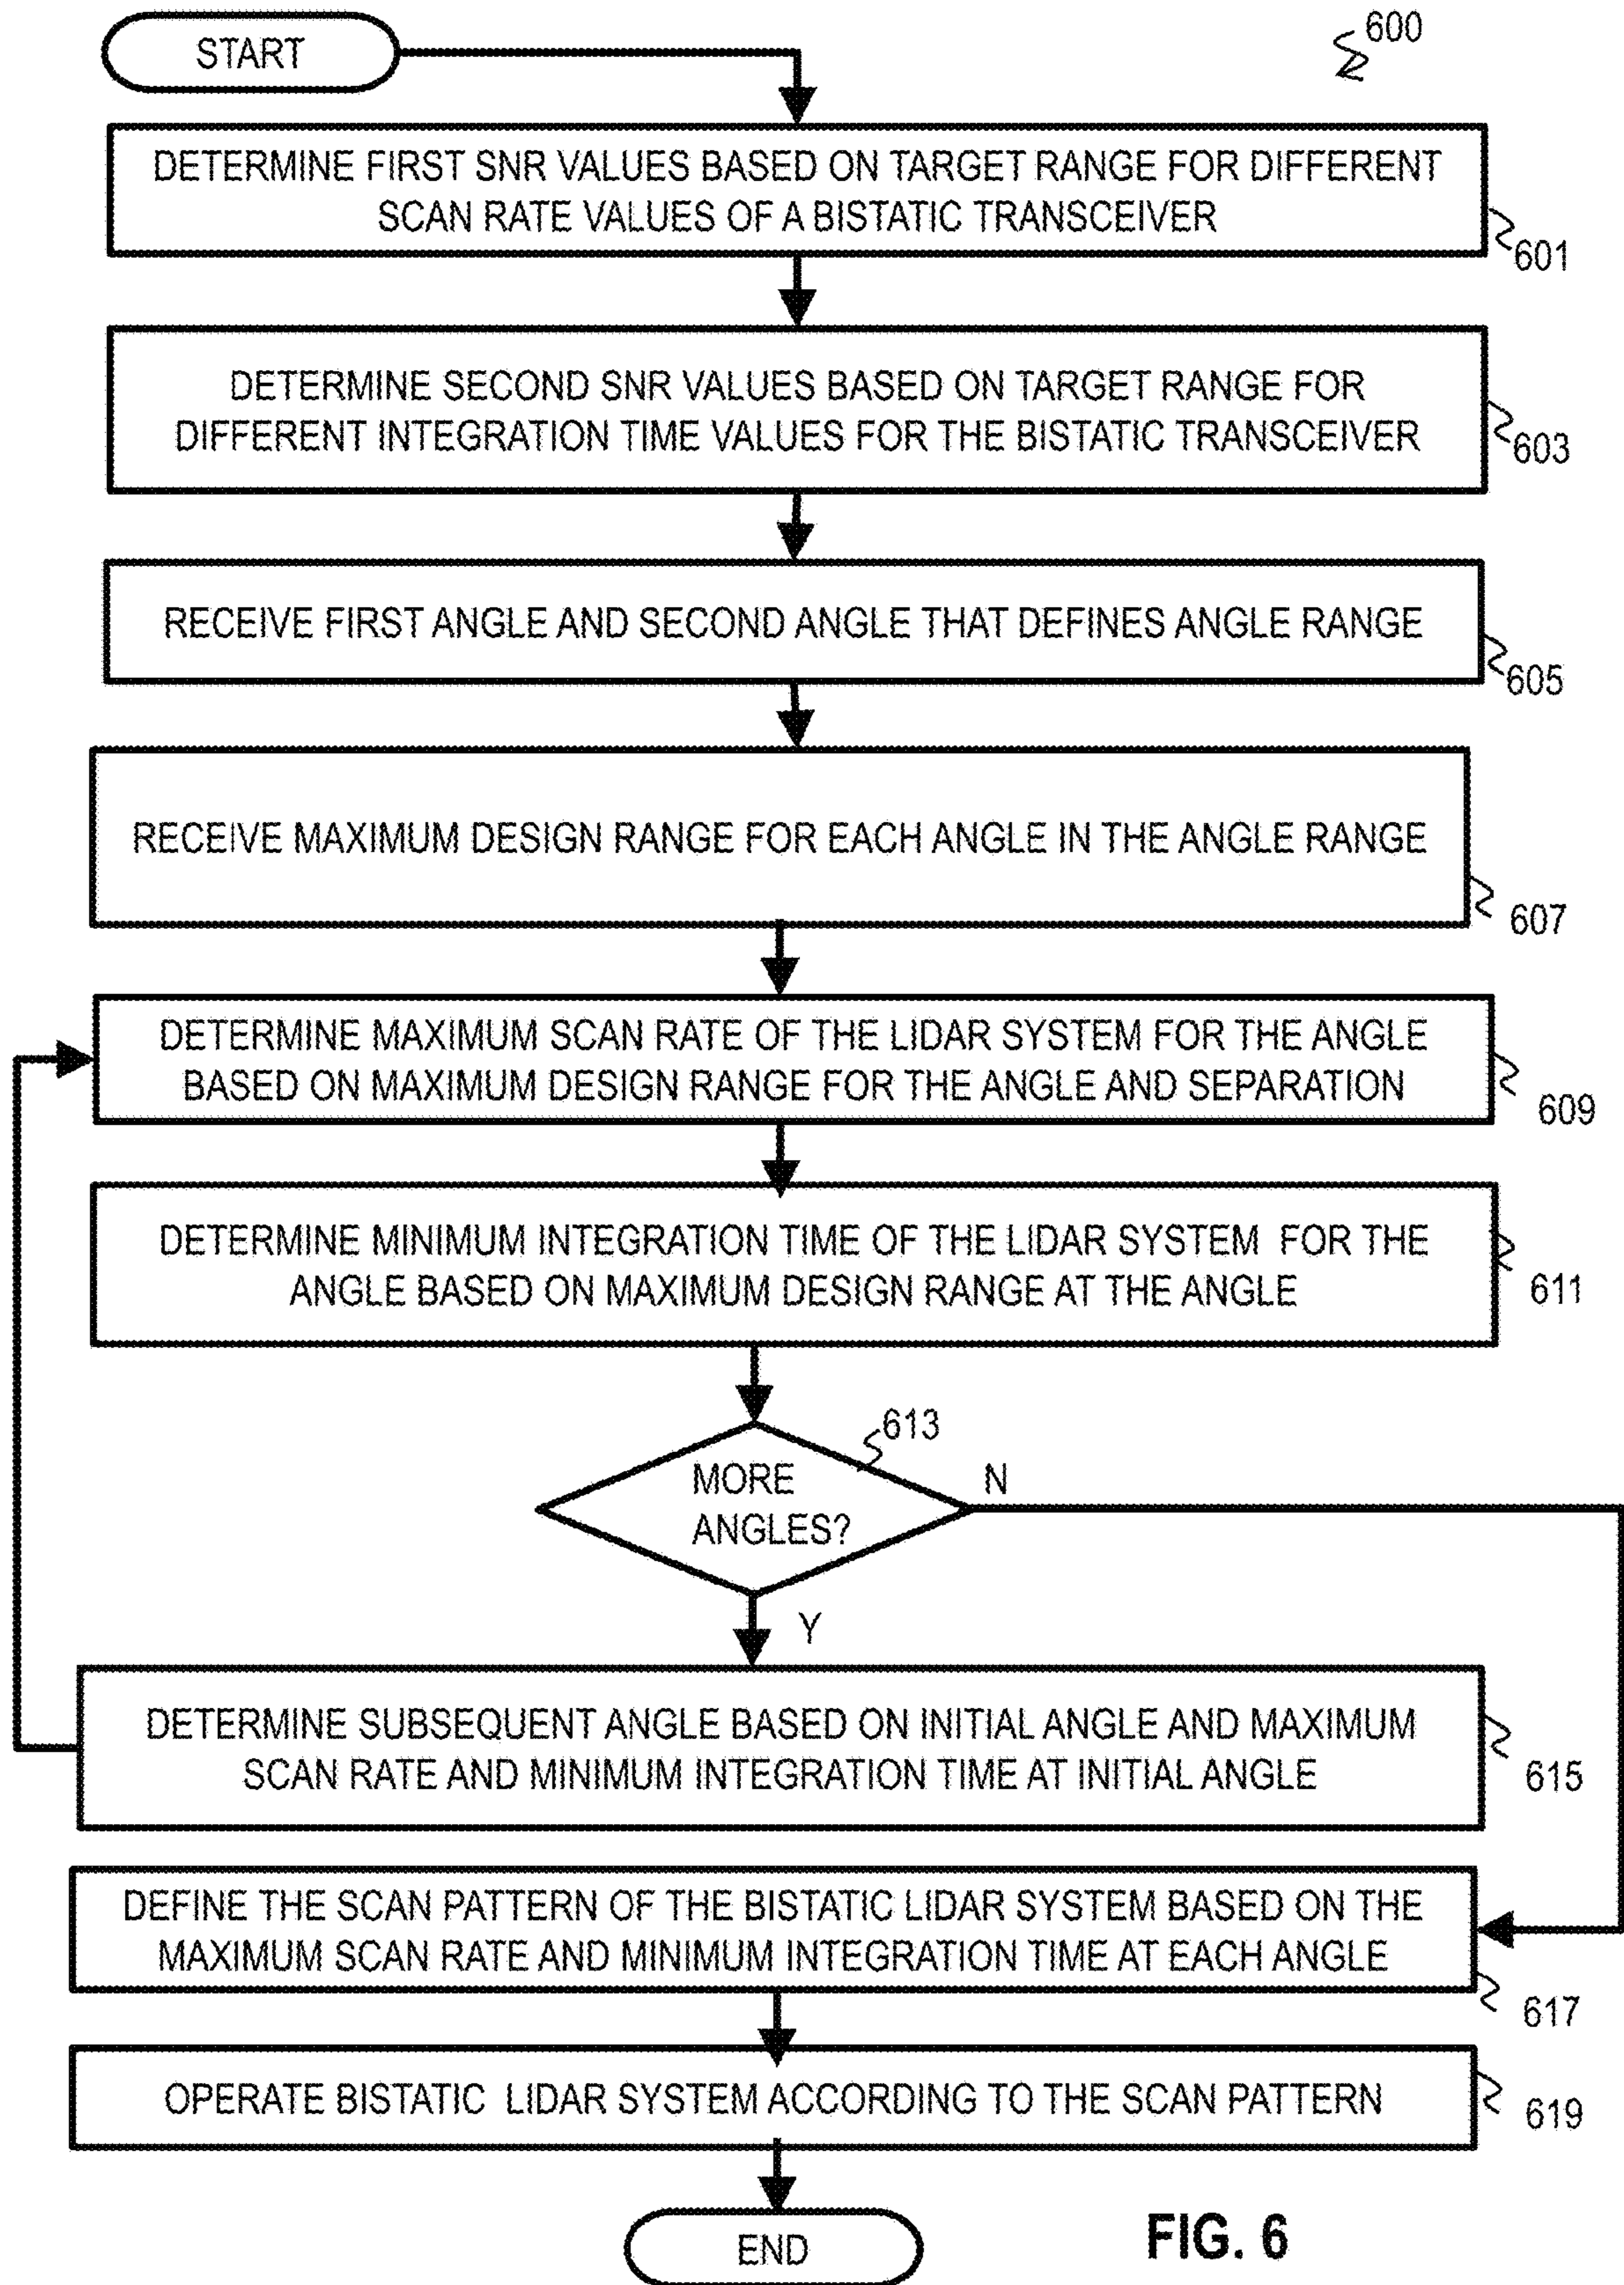 START
600
DETERMINE FIRST SNR VALUES BASED ON TARGET RANGE FOR DIFFERENT
SCAN RATE VALUES OF A BISTATIC TRANSCEIVER
601
DETERMINE SECOND SNR VALUES BASED ON TARGET RANGE FOR
DIFFERENT INTEGRATION TIME VALUES FOR THE BISTATIC TRANSCEIVER
603
RECEIVE FIRST ANGLE AND SECOND ANGLE THAT DEFINES ANGLE RANGE
605
RECEIVE MAXIMUM DESIGN RANGE FOR EACH ANGLE IN THE ANGLE RANGE
607
DETERMINE MAXIMUM SCAN RATE OF THE LIDAR SYSTEM FOR THE ANGLE
BASED ON MAXIMUM DESIGN RANGE FOR THE ANGLE AND SEPARATION
609
DETERMINE MINIMUM INTEGRATION TIME OF THE LIDAR SYSTEM FOR THE
ANGLE BASED ON MAXIMUM DESIGN RANGE AT THE ANGLE
611
613
MORE
ANGLES?
N
Y
DETERMINE SUBSEQUENT ANGLE BASED ON INITIAL ANGLE AND MAXIMUM
SCAN RATE AND MINIMUM INTEGRATION TIME AT INITIAL ANGLE
615
DEFINE THE SCAN PATTERN OF THE BISTATIC LIDAR SYSTEM BASED ON THE
MAXIMUM SCAN RATE AND MINIMUM INTEGRATION TIME AT EACH ANGLE
617
OPERATE BISTATIC LIDAR SYSTEM ACCORDING TO THE SCAN PATTERN
619
END
FIG. 6